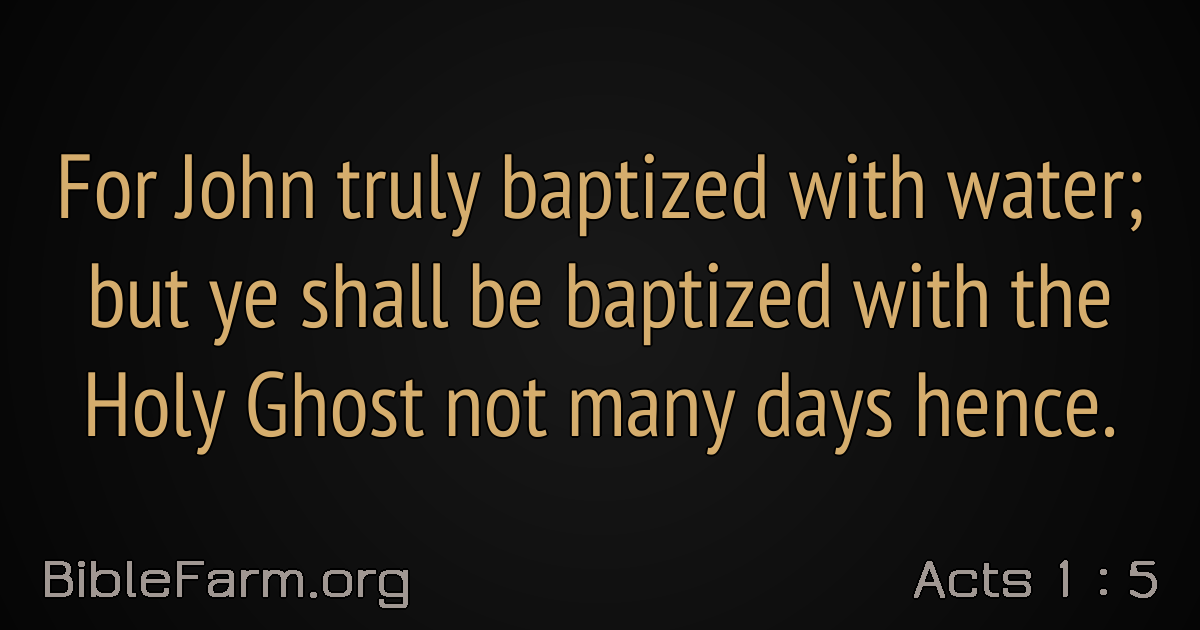 For John truly baptized with water;
but ye shall be baptized with the
Holy Ghost not many days hence.
BibleFarm.org
Acts 1 : 5